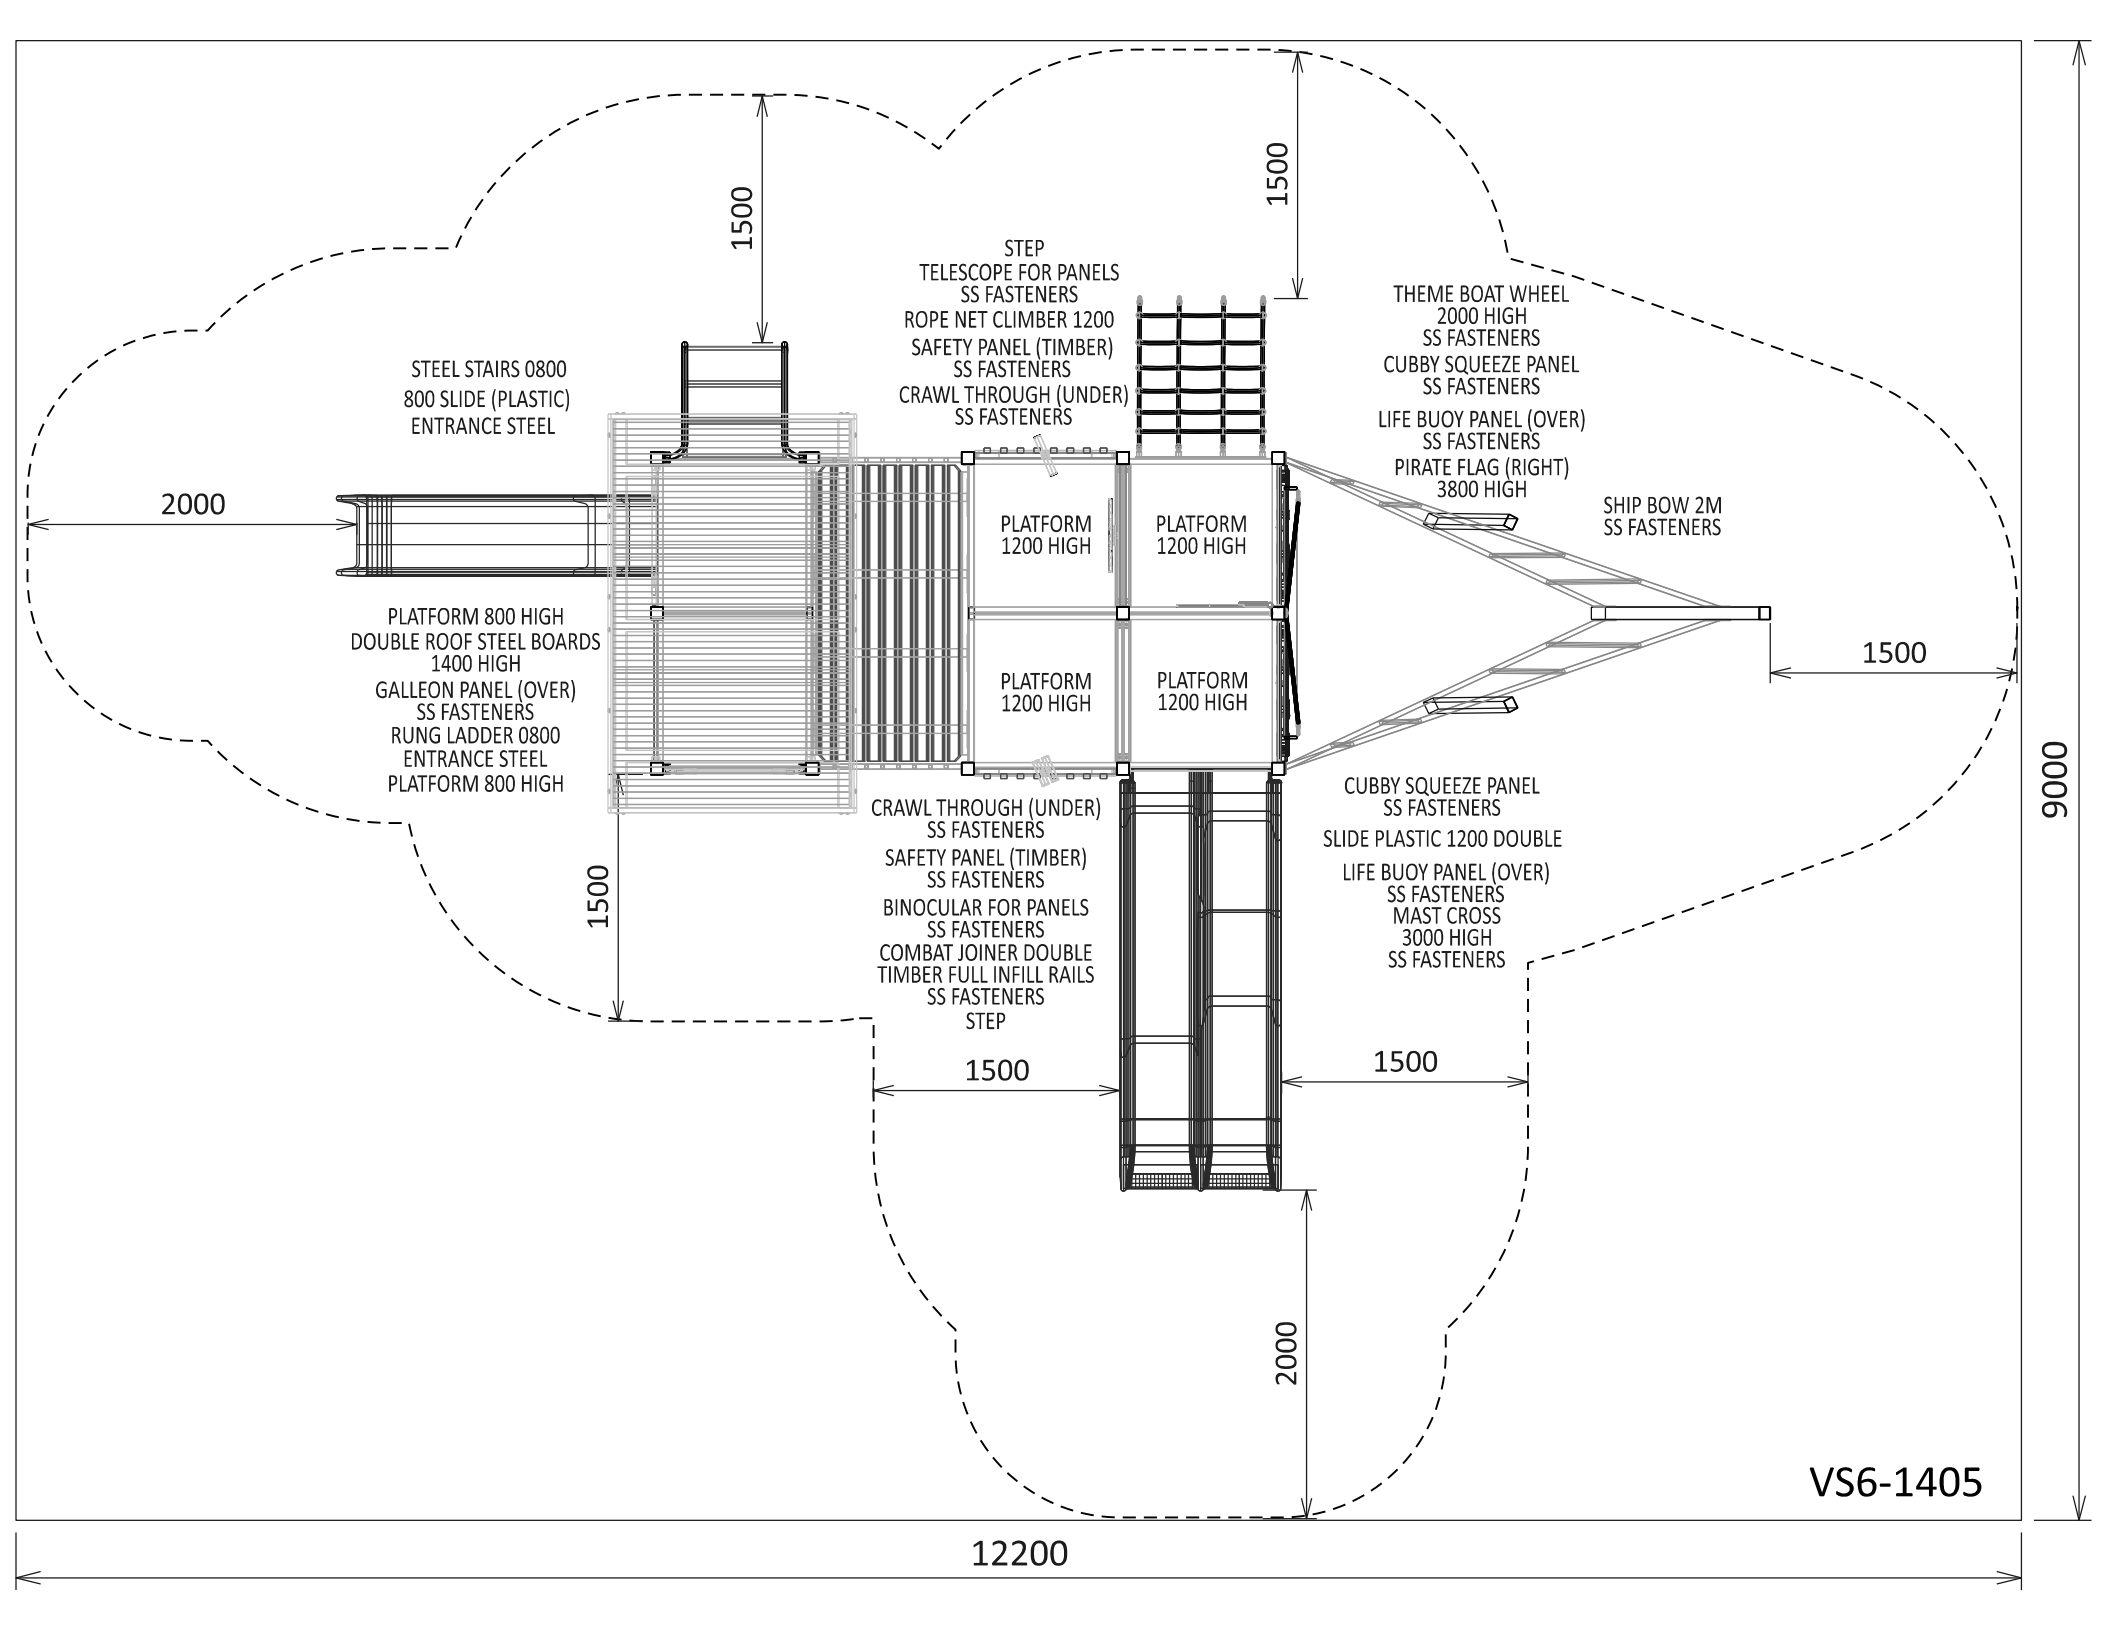 1500
1500
STEP
TELESCOPE FOR PANELS
SS FASTENERS
ROPE NET CLIMBER 1200
SAFETY PANEL (TIMBER)
SS FASTENERS
CRAWL THROUGH (UNDER)
SS FASTENERS
THEME BOAT WHEEL
2000 HIGH
SS FASTENERS
CUBBY SQUEEZE PANEL
SS FASTENERS
LIFE BUOY PANEL (OVER)
SS FASTENERS
PIRATE FLAG (RIGHT)
3800 HIGH
STEEL STAIRS 0800
800 SLIDE (PLASTIC)
ENTRANCE STEEL
2000
PLATFORM
1200 HIGH
PLATFORM
1200 HIGH
SHIP BOW 2M
SS FASTENERS
PLATFORM 800 HIGH
DOUBLE ROOF STEEL BOARDS
1400 HIGH
GALLEON PANEL (OVER)
SS FASTENERS
RUNG LADDER 0800
ENTRANCE STEEL
PLATFORM 800 HIGH
PLATFORM
1200 HIGH
PLATFORM
1200 HIGH
1500
9000
CRAWL THROUGH (UNDER)
SS FASTENERS
SAFETY PANEL (TIMBER)
SS FASTENERS
BINOCULAR FOR PANELS
SS FASTENERS
COMBAT JOINER DOUBLE
TIMBER FULL INFILL RAILS
SS FASTENERS
STEP
CUBBY SQUEEZE PANEL
SS FASTENERS
SLIDE PLASTIC 1200 DOUBLE
LIFE BUOY PANEL (OVER)
SS FASTENERS
MAST CROSS
3000 HIGH
SS FASTENERS
1500
1500
1500
2000
VS6-1405
12200